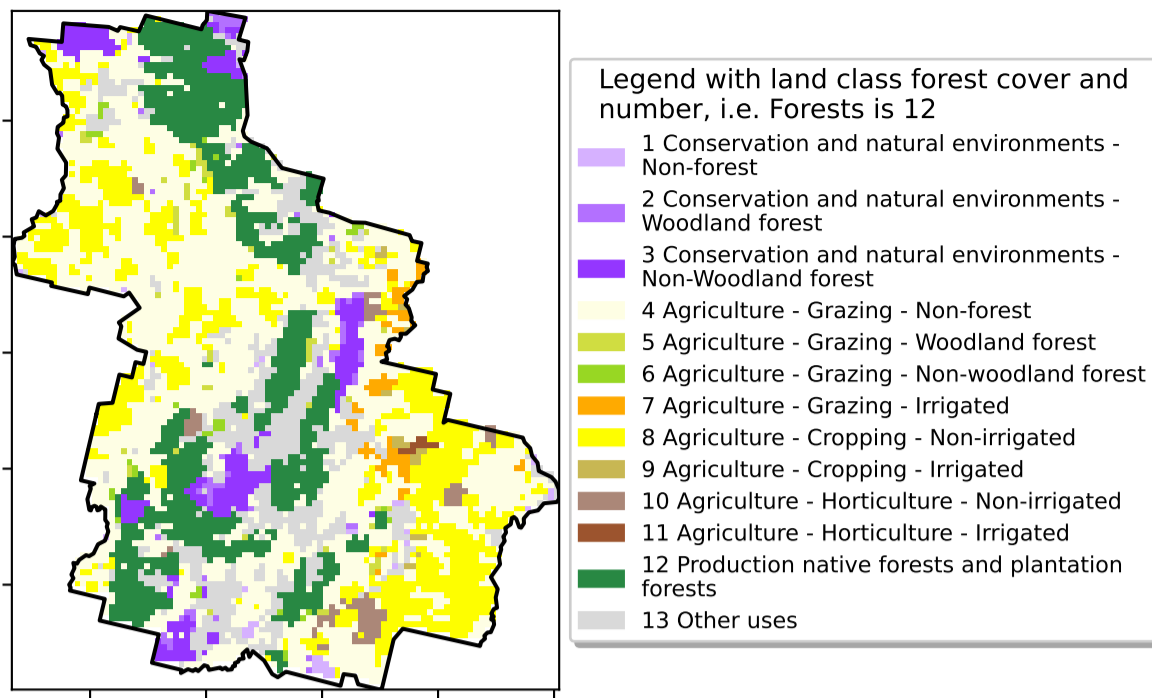 Legend with land class forest cover and
number, i.e. Forests is 12
1 Conservation and natural environments -
Non-forest
2 Conservation and natural environments -
Woodland forest
3 Conservation and natural environments -
Non-Woodland forest
4 Agriculture - Grazing - Non-forest
5 Agriculture - Grazing - Woodland forest
6 Agriculture - Grazing - Non-woodland forest
7 Agriculture - Grazing - Irrigated
8 Agriculture - Cropping - Non-irrigated
9 Agriculture - Cropping - Irrigated
10 Agriculture - Horticulture - Non-irrigated
11 Agriculture - Horticulture - Irrigated
12 Production native forests and plantation
forests
13 Other uses